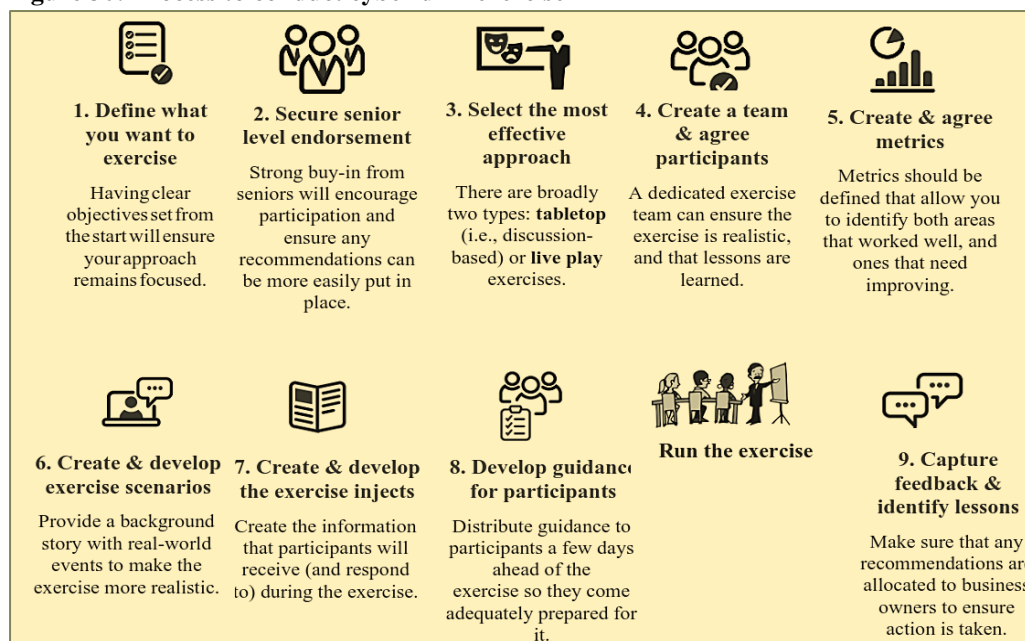 1. Define what
you want to
exercise
Having clear
objectives set from
the start will ensure
your approach
remains focused.
2. Secure senior
level endorsement
Strong buy-in from
seniors will encourage
participation and
ensure any
recommendations can
be more easily put in
place.
3. Select the most
effective
approach
There are broadly
two types: tabletop
(i.e., discussion-
based) or live play
exercises.
4. Create a team
& agree
participants
A dedicated exercise
team can ensure the
exercise is realistic,
and that lessons are
learned.
5. Create & agree
metrics
Metrics should be
defined that allow you
to identify both areas
that worked well, and
ones that need
improving.
6. Create & develop
exercise scenarios
Provide a background
story with real-world
events to make the
exercise more realistic.
7. Create & develop
the exercise injects
Create the information
that participants will
receive (and respond
to) during the exercise.
8. Develop guidance
for participants
Distribute guidance to
participants a few days
ahead of the
exercise so they come
adequately prepared for
it.
Run the exercise
9. Capture
feedback &
identify lessons
Make sure that any
recommendations are
allocated to business
owners to ensure
action is taken.